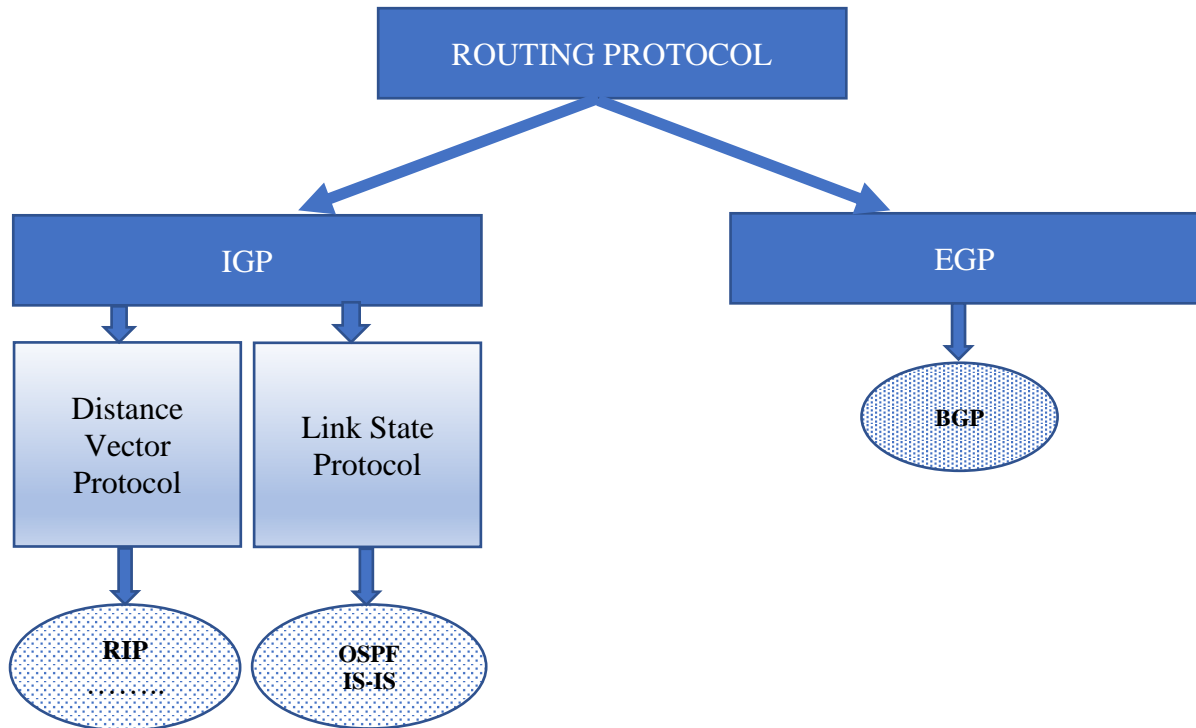 ROUTING PROTOCOL
IGP
EGP
Distance
Vector
Protocol
Link State
Protocol
BGP
RIP
……..
OSPF
IS-IS